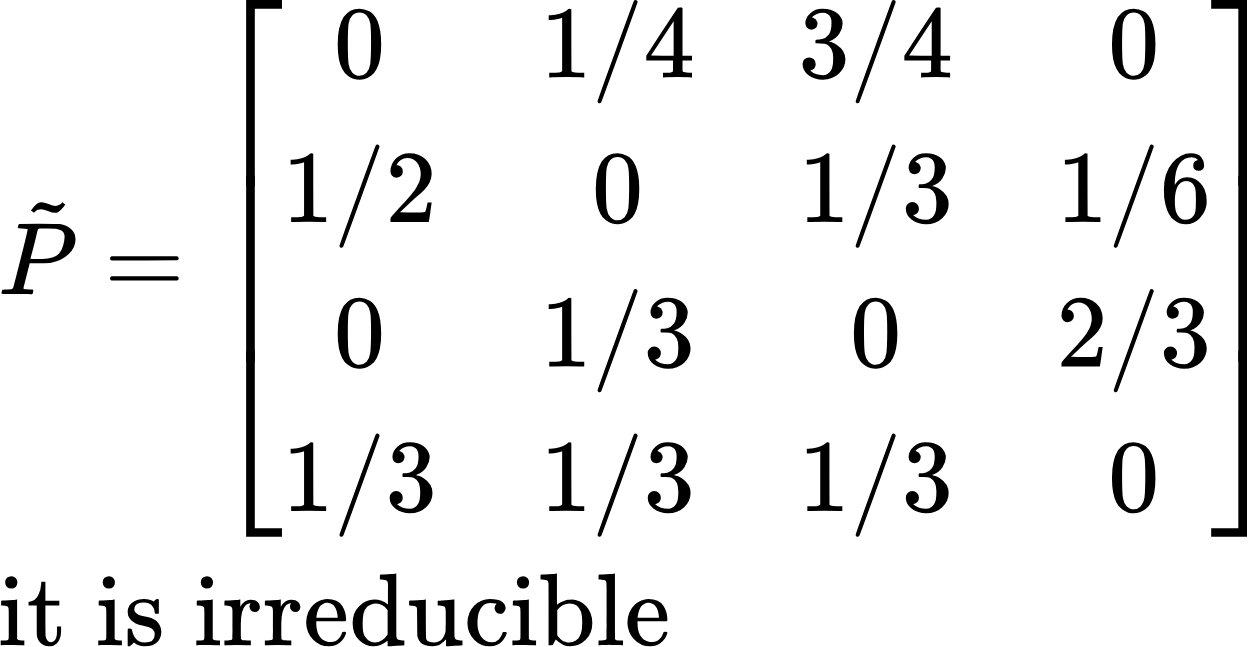 P̃ = [ 0 1/4 3/4 0
1/2 0 1/3 1/6
0 1/3 0 2/3
1/3 1/3 1/3 0 ]
it is irreducible